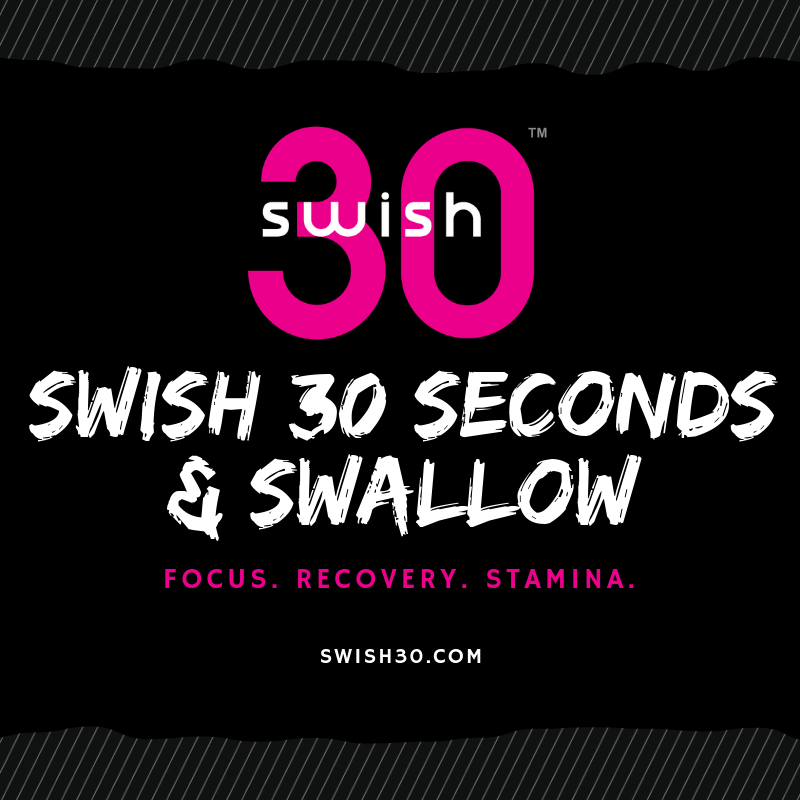 30™
swish
SWISH 30 SECONDS
& SWALLOW
FOCUS. RECOVERY. STAMINA.
SWISH30.COM